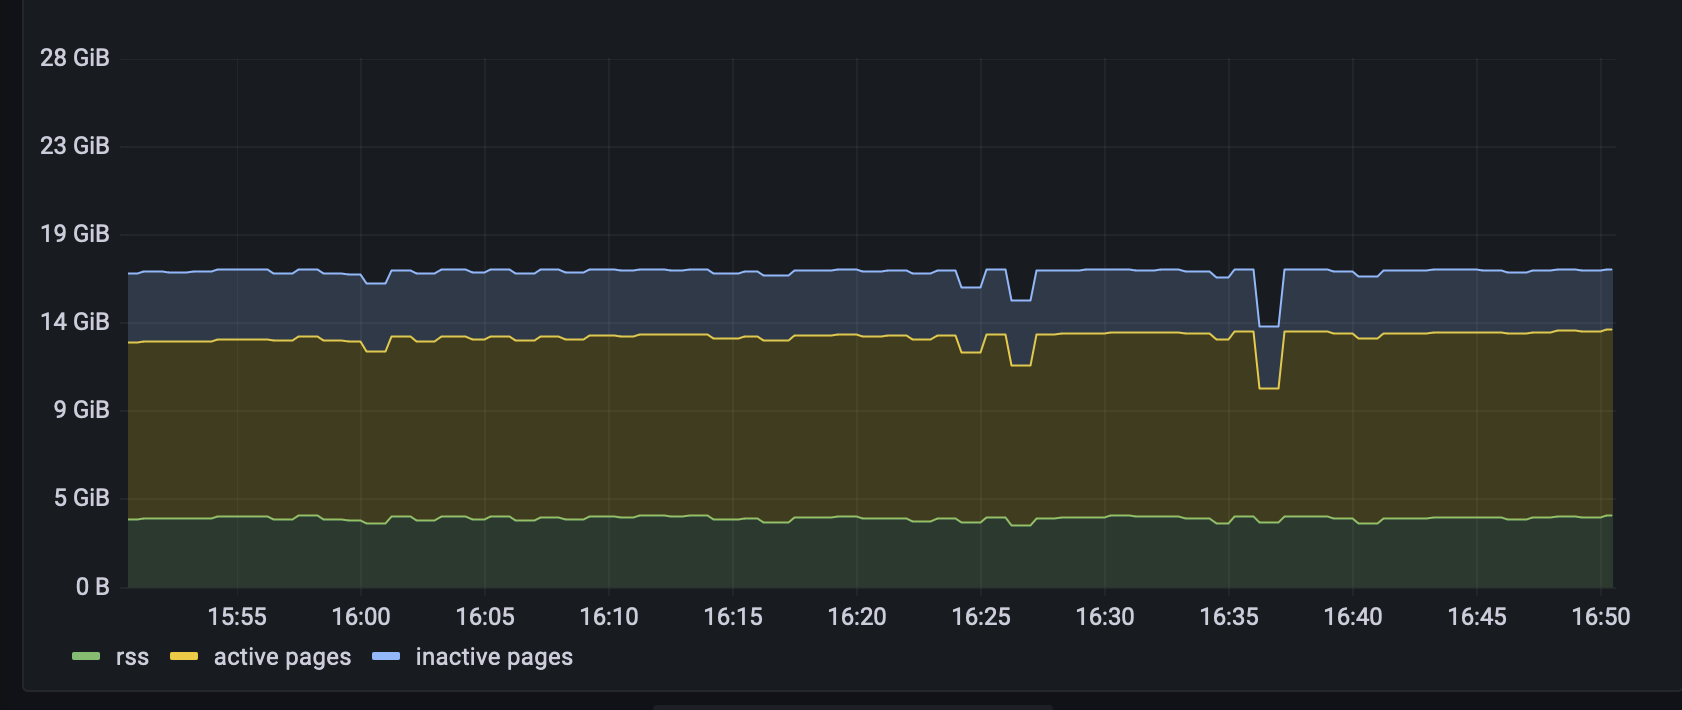 28 GiB
23 GiB
19 GiB
14 GiB
9 GiB
5 GiB
0 B
15:55 16:00 16:05 16:10 16:15 16:20 16:25 16:30 16:35 16:40 16:45 16:50
rss active pages inactive pages